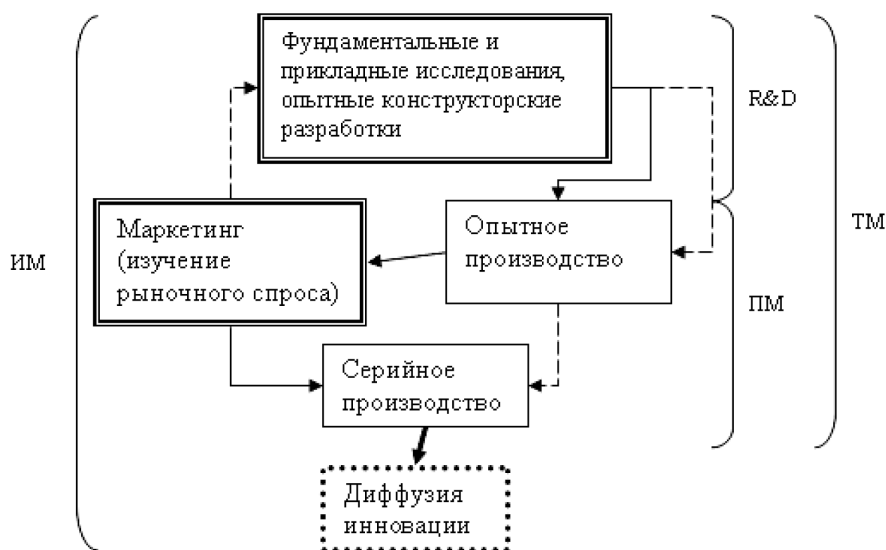 Фундаментальные и
прикладные исследования,
опытные конструкторские
разработки
R&D
Маркетинг
(изучение
рыночного спроса)
Опытное
производство
ТМ
ИМ
ПМ
Серийное
производство
Диффузия
инновации